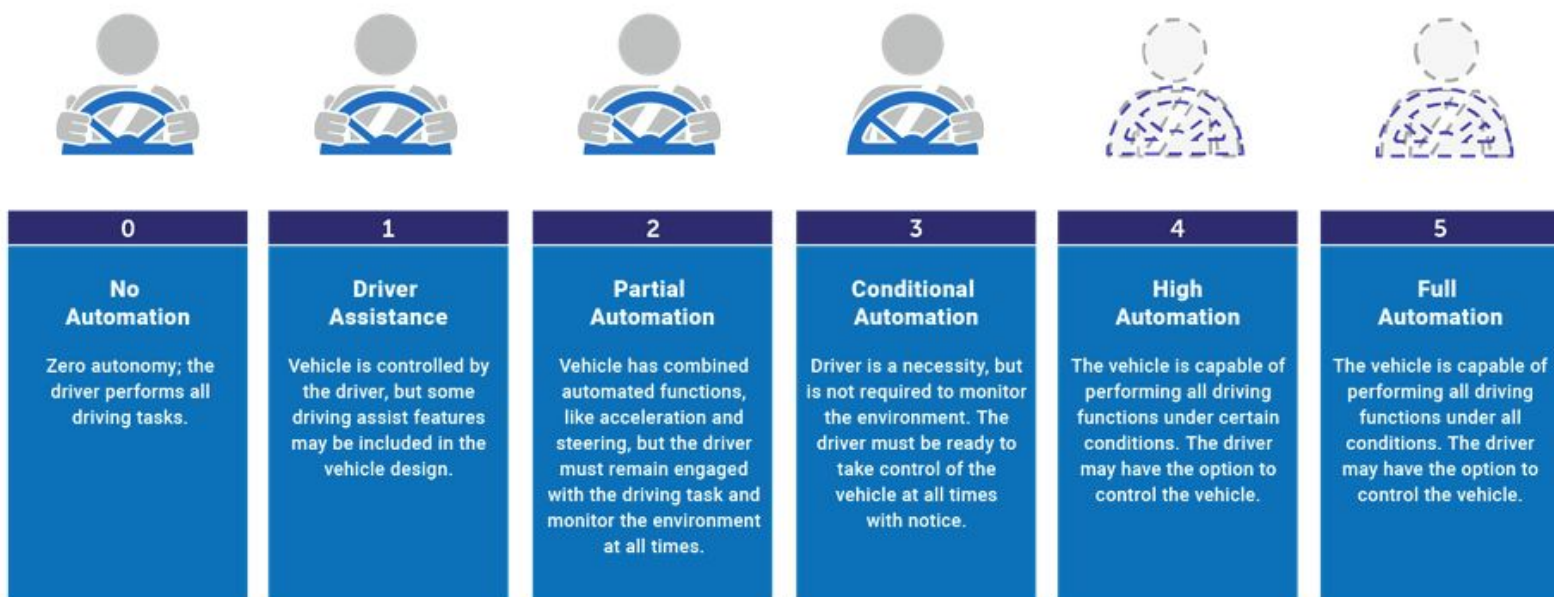 0
No
Automation
Zero autonomy; the
driver performs all
driving tasks.
1
Driver
Assistance
Vehicle is controlled by
the driver, but some
driving assist features
may be included in the
vehicle design.
2
Partial
Automation
Vehicle has combined
automated functions,
like acceleration and
steering, but the driver
must remain engaged
with the driving task and
monitor the environment
at all times.
3
Conditional
Automation
Driver is a necessity, but
is not required to monitor
the environment. The
driver must be ready to
take control of the
vehicle at all times
with notice.
4
High
Automation
The vehicle is capable of
performing all driving
functions under certain
conditions. The driver
may have the option to
control the vehicle.
5
Full
Automation
The vehicle is capable of
performing all driving
functions under all
conditions. The driver
may have the option to
control the vehicle.